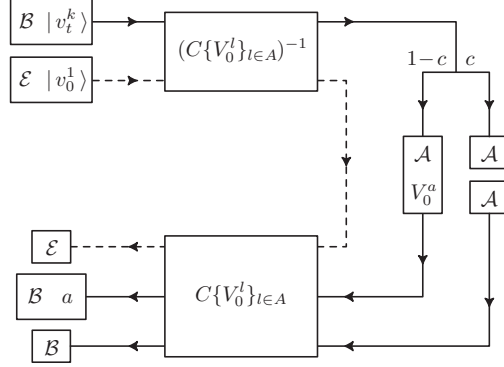 B |v_t^k⟩
(C{V_0^l}_{l∈A})^{-1}
E |v_0^1⟩
1−c c
A A
V_0^a A
E
C{V_0^l}_{l∈A}
B a
B